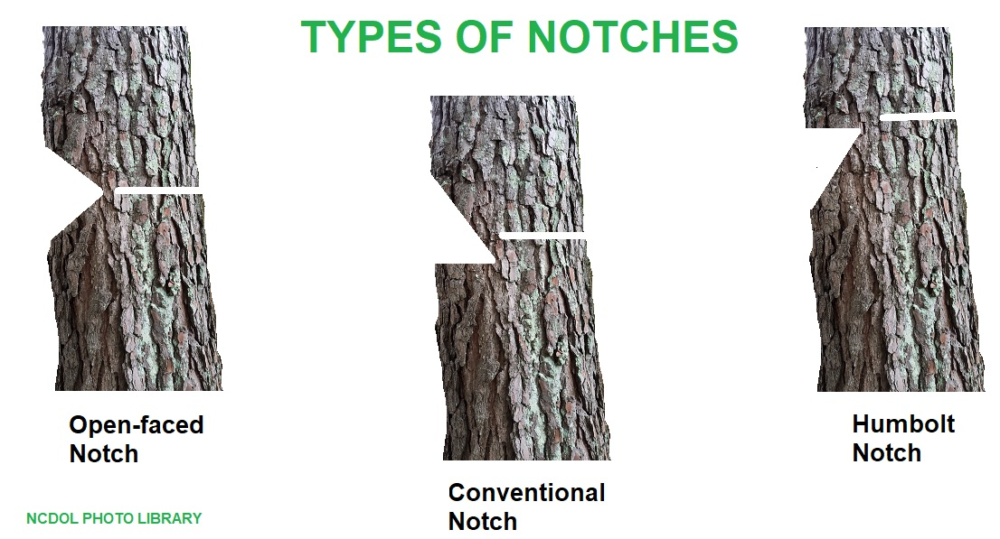 TYPES OF NOTCHES
Open-faced
Notch
Conventional
Notch
Humbolt
Notch
NCDOL PHOTO LIBRARY